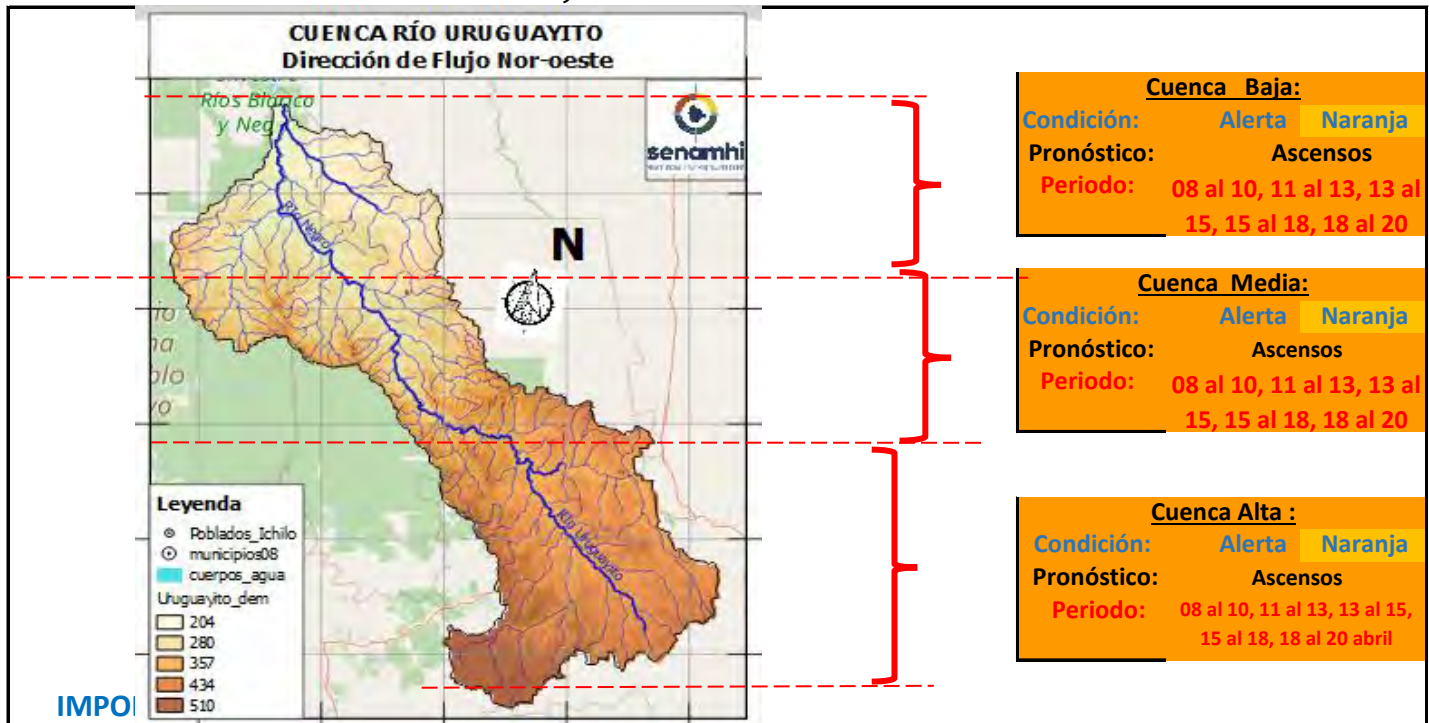 CUENCA RÍO URUGUAYITO
Dirección de Flujo Nor-oeste
Ríos Blanco
y Neg
senamhi
Río Negro
N
Río Uruguayito
Leyenda
Poblados_Ichilo
municipios08
cuerpos_agua
Uruguayito_dem
204
280
357
434
510
IMPO
Cuenca Baja:
Condición: Alerta Naranja
Pronóstico: Ascensos
Periodo: 08 al 10, 11 al 13, 13 al
15, 15 al 18, 18 al 20
Cuenca Media:
Condición: Alerta Naranja
Pronóstico: Ascensos
Periodo: 08 al 10, 11 al 13, 13 al
15, 15 al 18, 18 al 20
Cuenca Alta :
Condición: Alerta Naranja
Pronóstico: Ascensos
Periodo: 08 al 10, 11 al 13, 13 al 15,
15 al 18, 18 al 20 abril